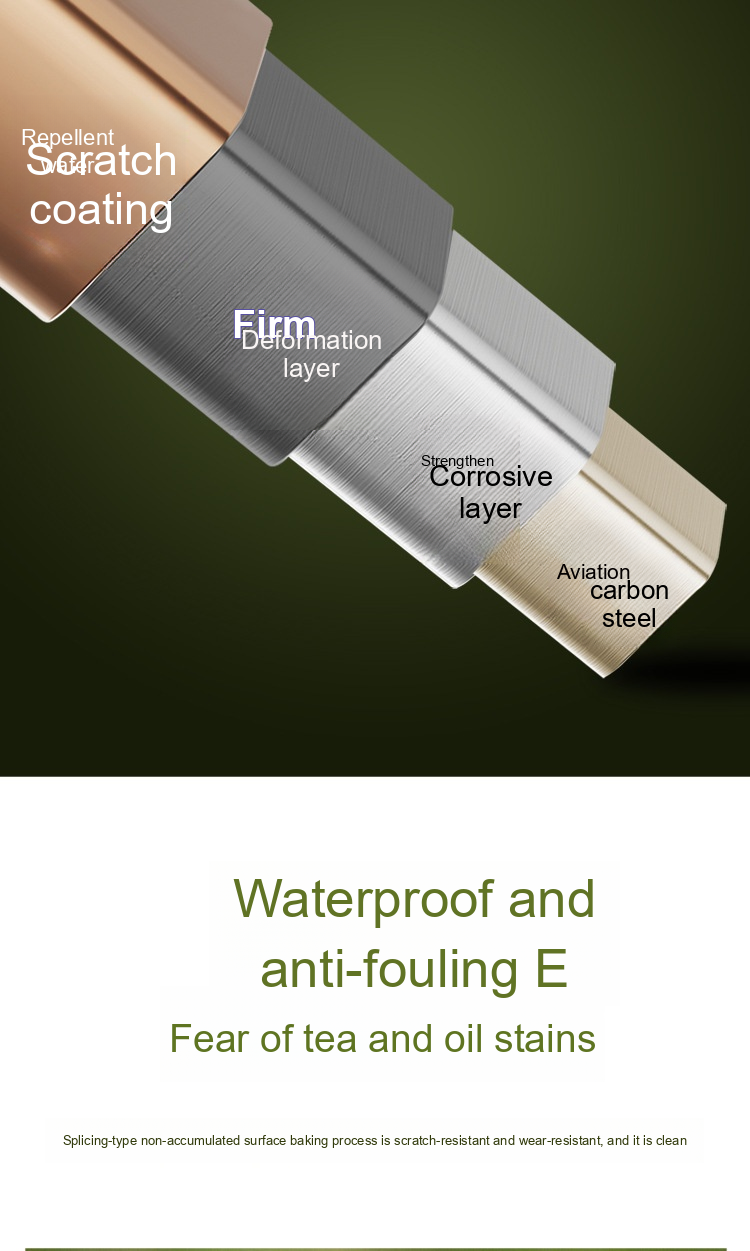 Repellent
water
Scratch
coating
Firm
Deformation
layer
Strengthen
Corrosive
layer
Aviation
carbon
steel
Waterproof and
anti-fouling E
Fear of tea and oil stains
Splicing-type non-accumulated surface baking process is scratch-resistant and wear-resistant, and it is clean